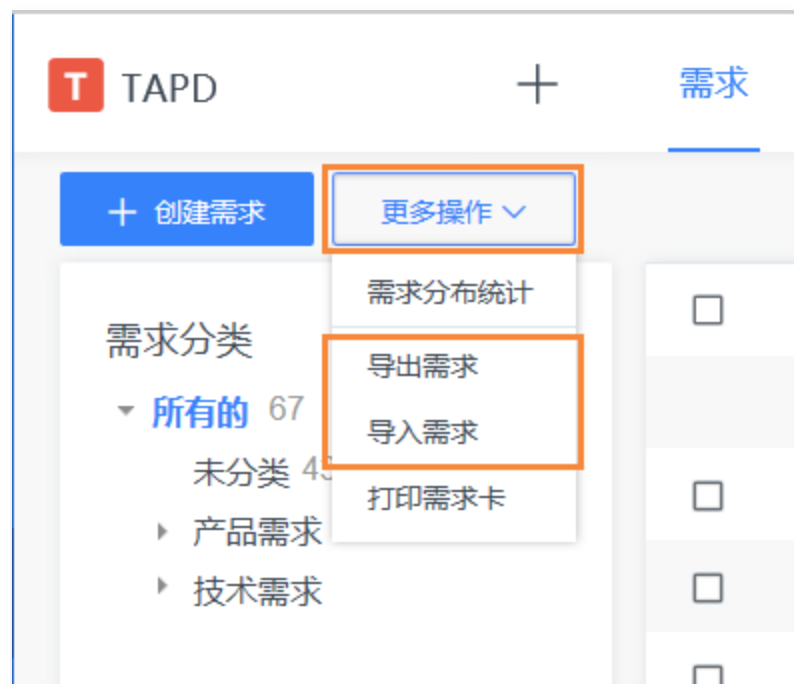 T TAPD
需求
创建需求
更多操作
需求分布统计
导出需求
导入需求
打印需求卡
需求分类
所有的 67
未分类
产品需求
技术需求